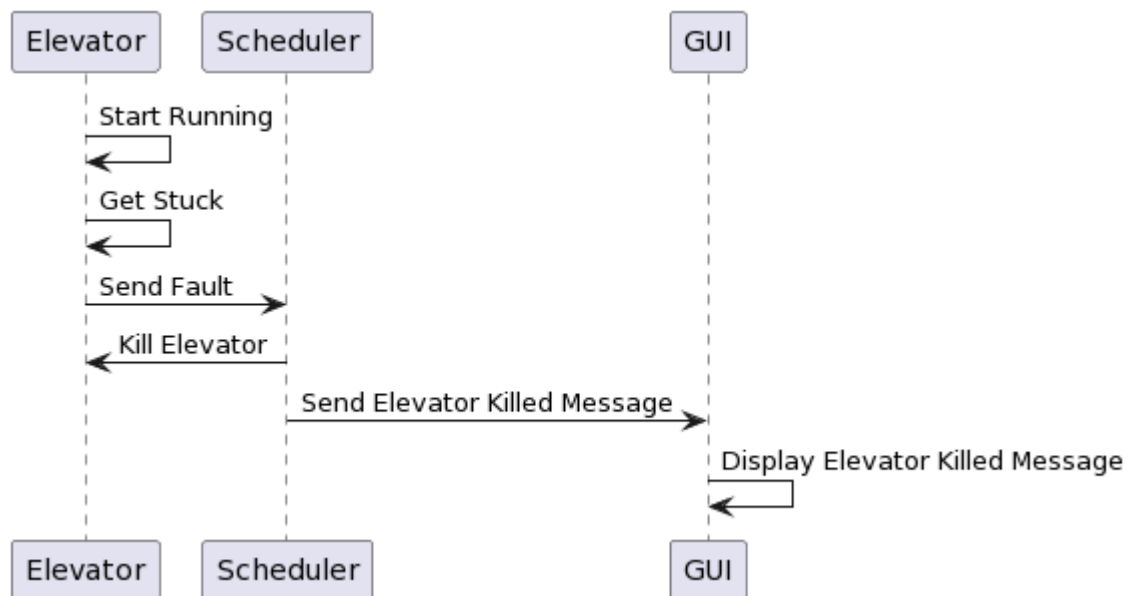 Elevator
Scheduler
GUI
Start Running
Get Stuck
Send Fault
Kill Elevator
Send Elevator Killed Message
Display Elevator Killed Message
Elevator
Scheduler
GUI